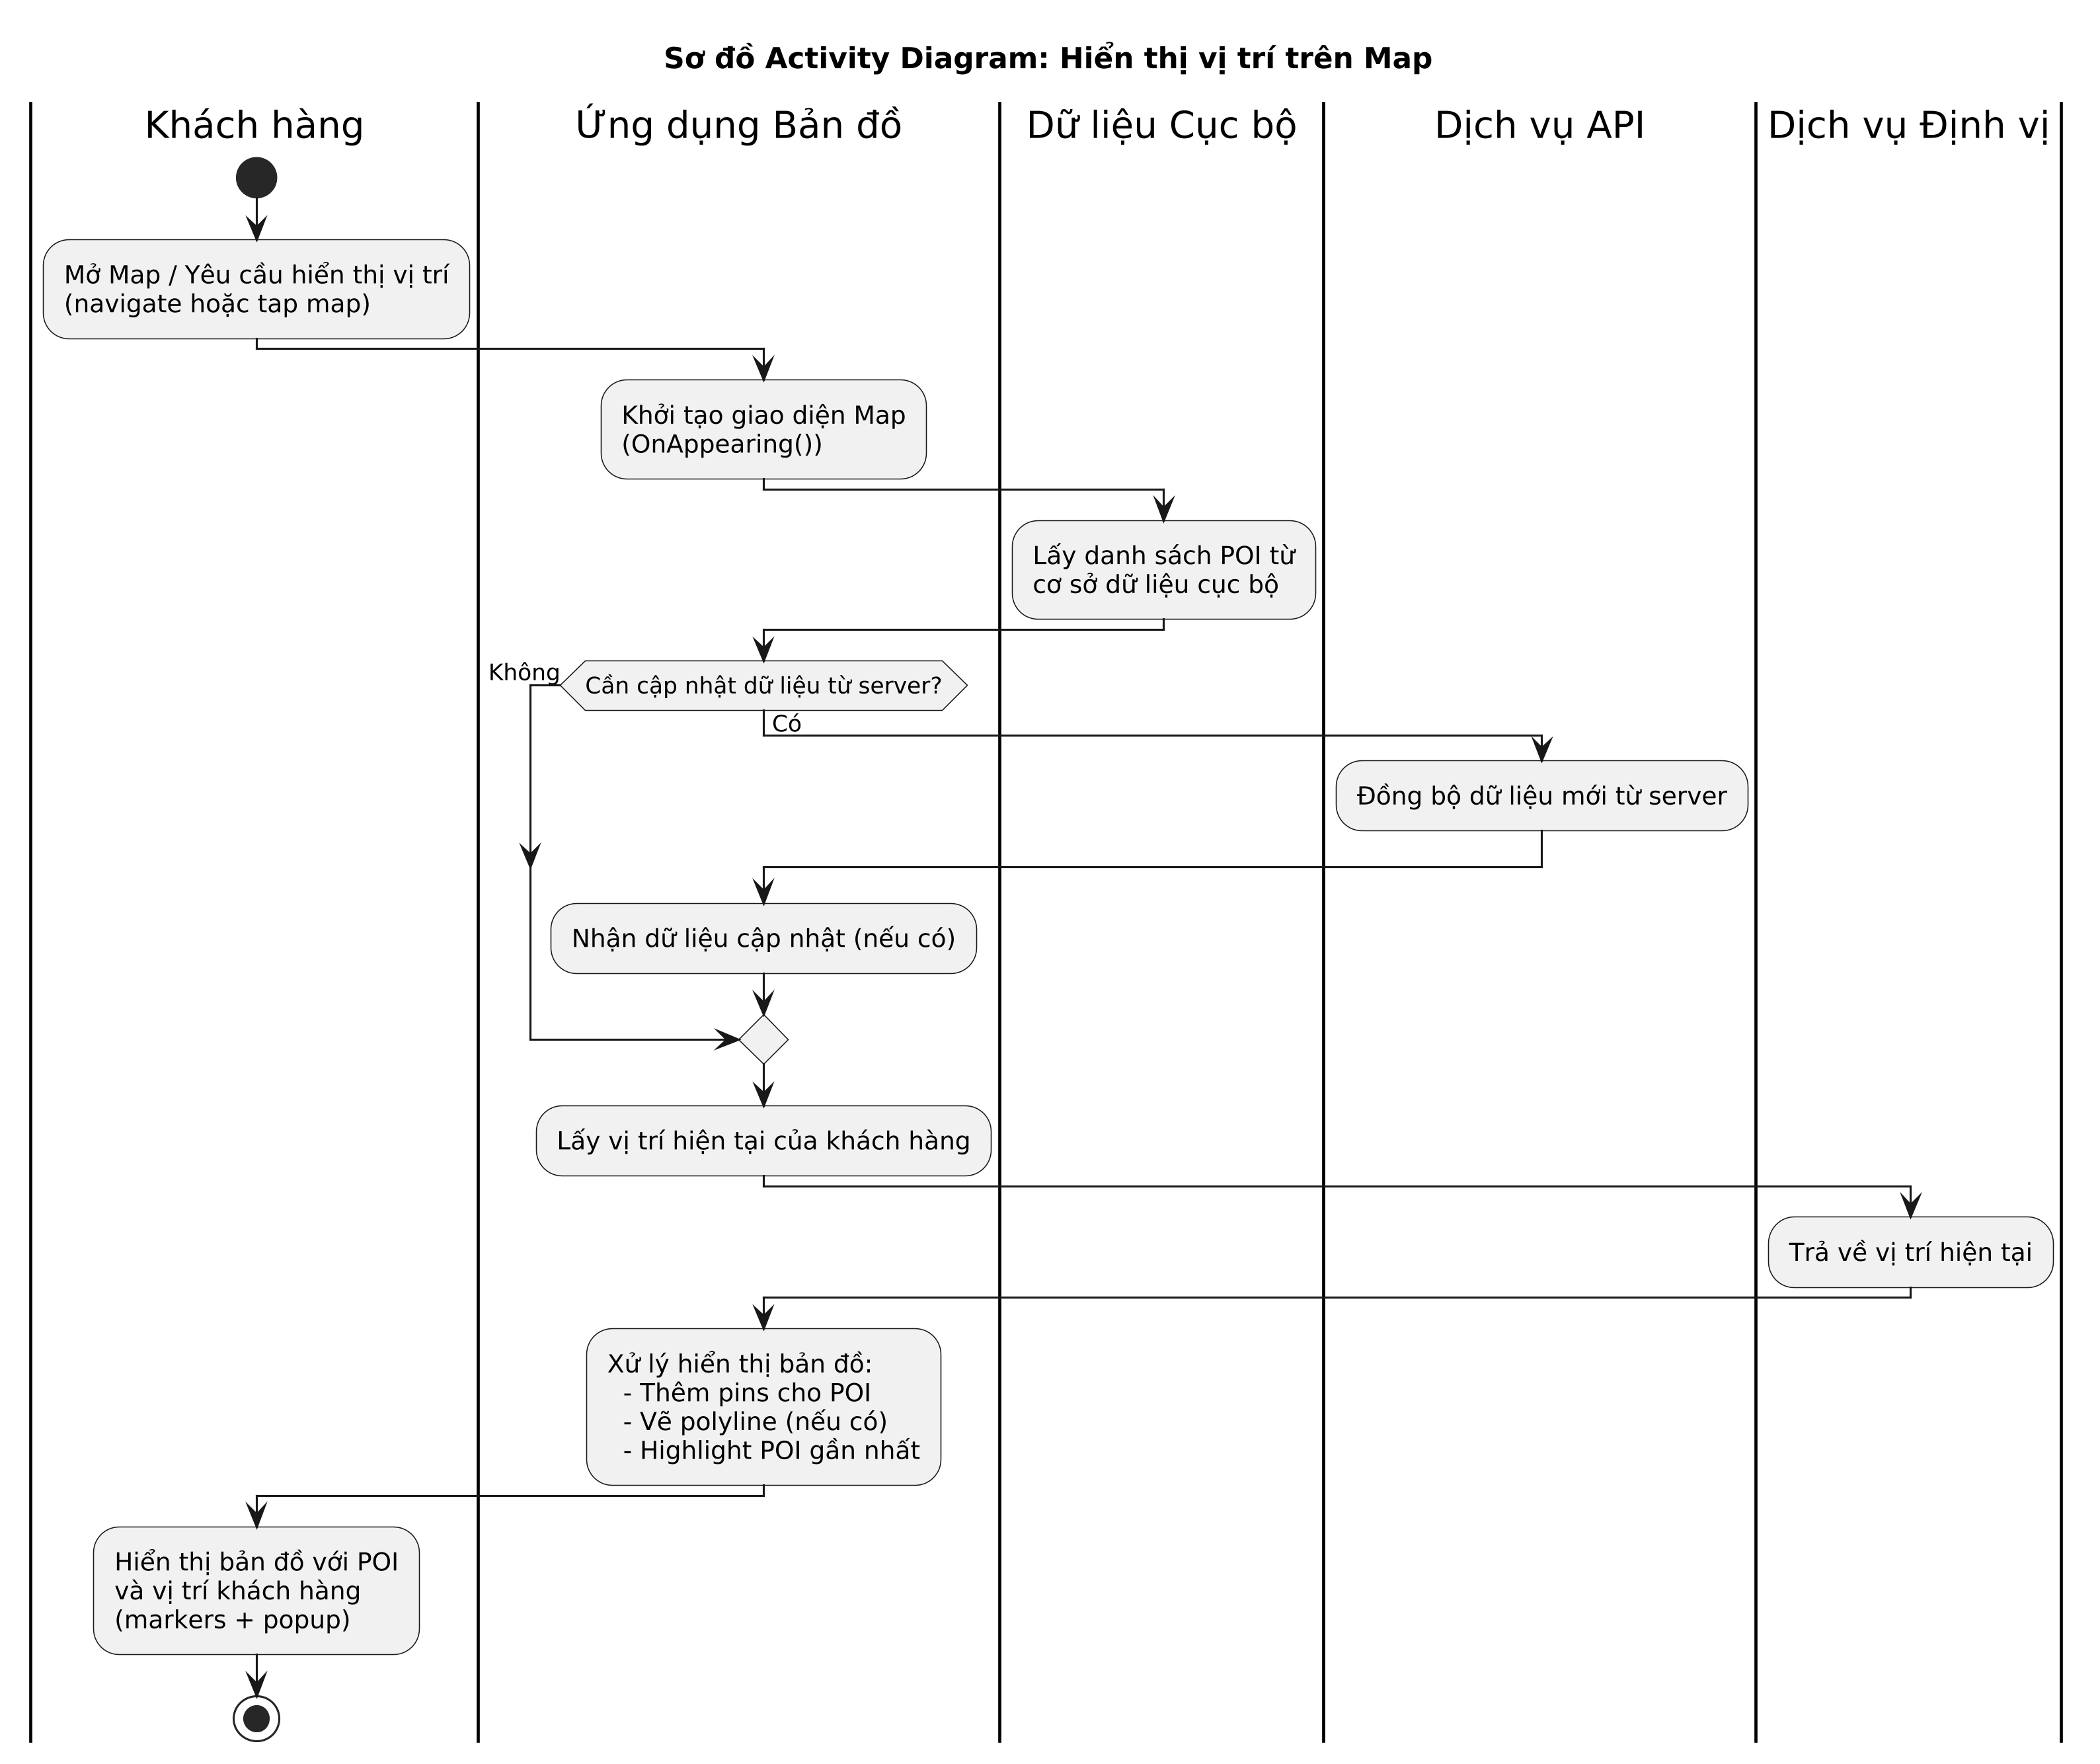 Sơ đồ Activity Diagram: Hiển thị vị trí trên Map
Khách hàng
Ứng dụng Bản đồ
Dữ liệu Cục bộ
Dịch vụ API
Dịch vụ Định vị
Mở Map / Yêu cầu hiển thị vị trí
(navigate hoặc tap map)
Khởi tạo giao diện Map
(OnAppearing())
Lấy danh sách POI từ
cơ sở dữ liệu cục bộ
Không
Cần cập nhật dữ liệu từ server?
Có
Đồng bộ dữ liệu mới từ server
Nhận dữ liệu cập nhật (nếu có)
Lấy vị trí hiện tại của khách hàng
Trả về vị trí hiện tại
Xử lý hiển thị bản đồ:
- Thêm pins cho POI
- Vẽ polyline (nếu có)
- Highlight POI gần nhất
Hiển thị bản đồ với POI
và vị trí khách hàng
(markers + popup)